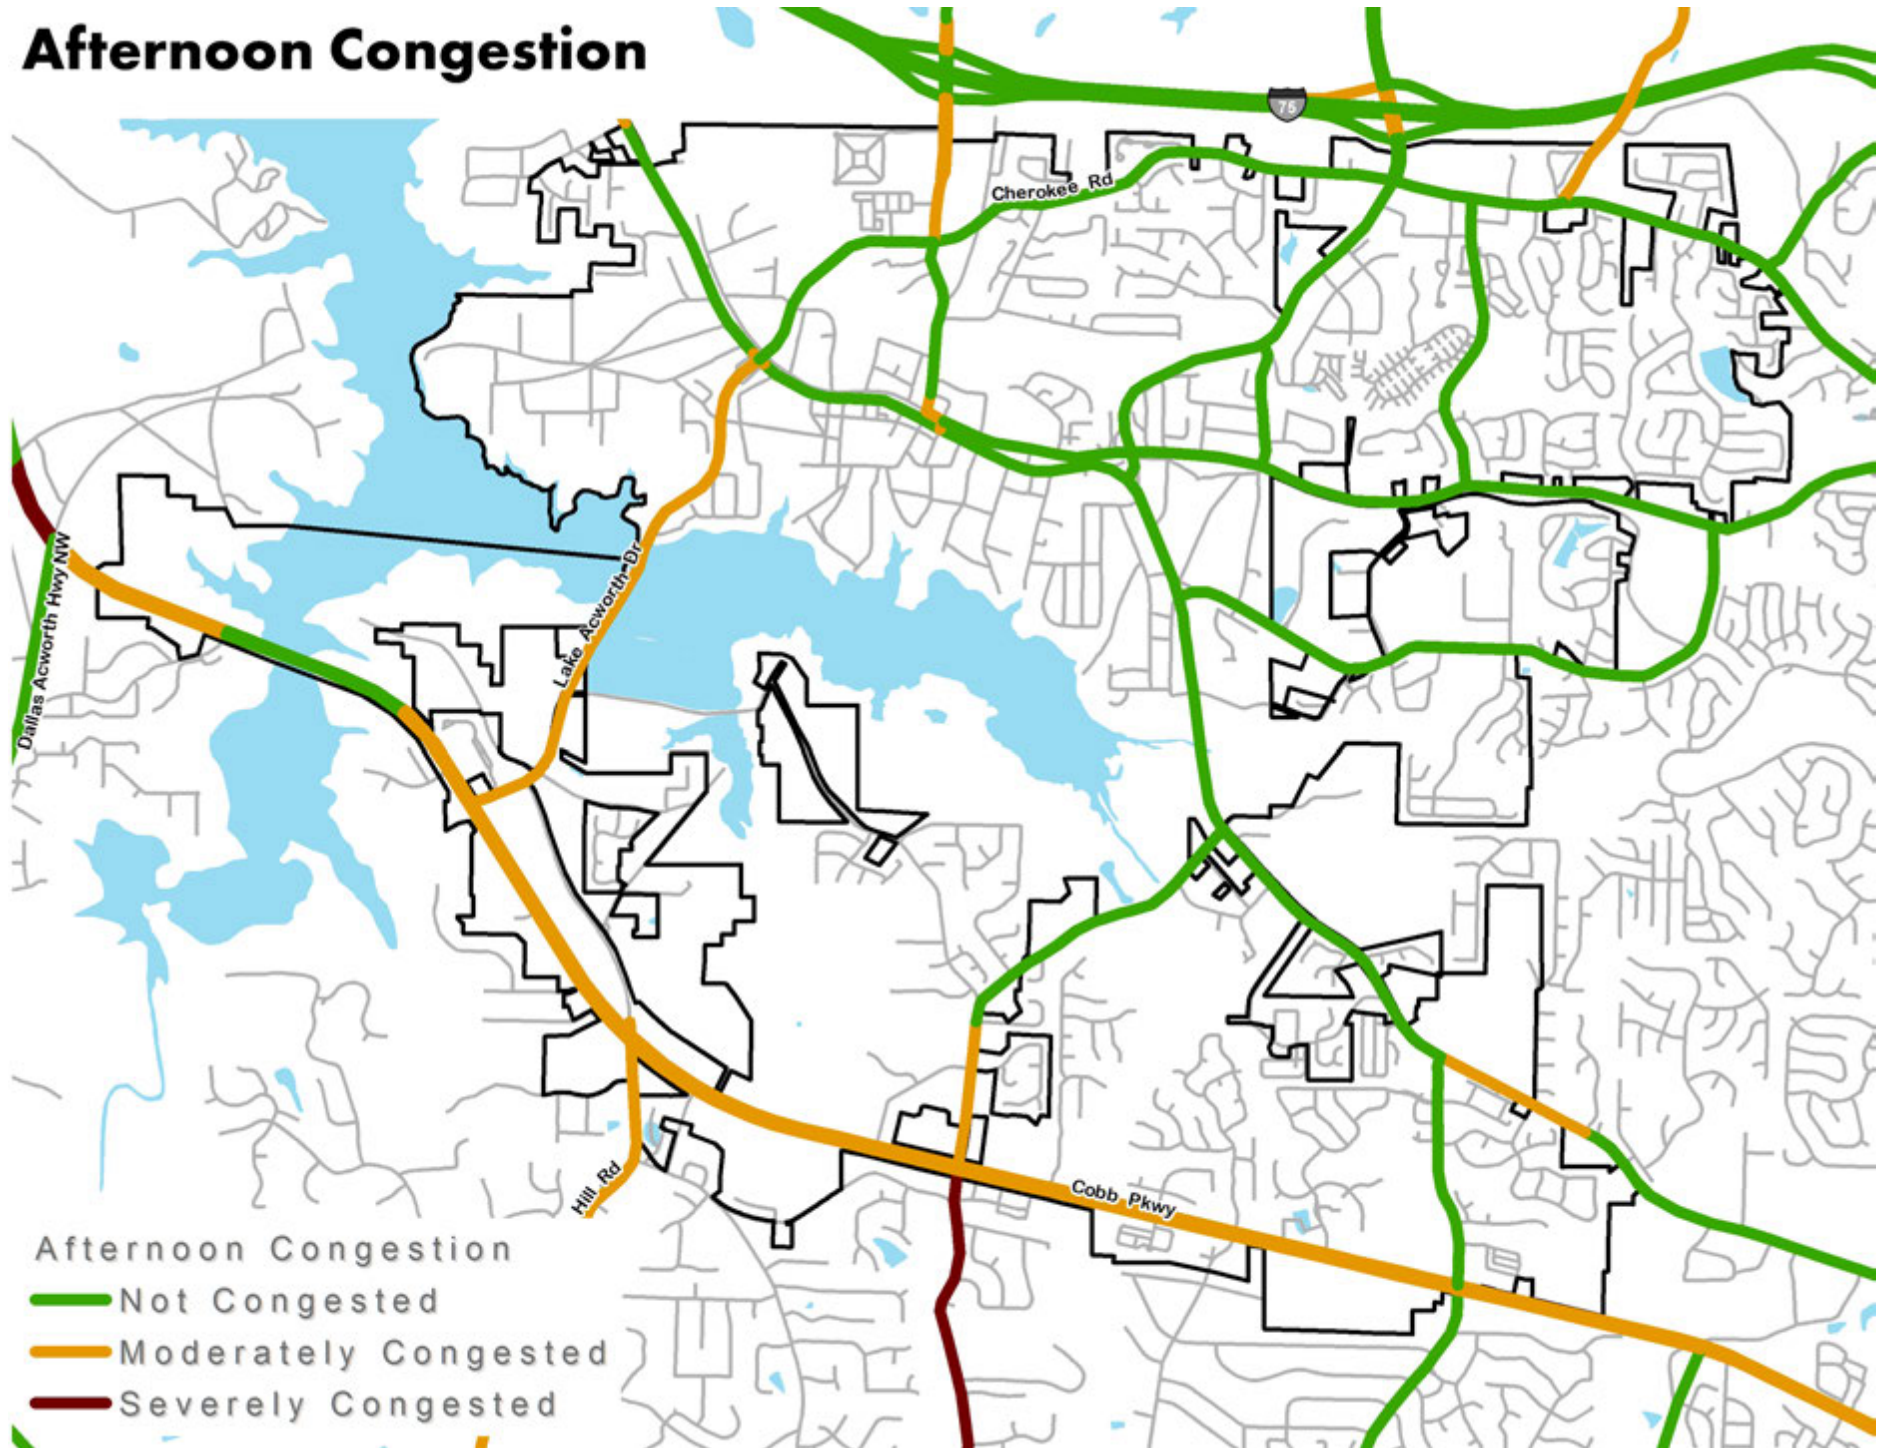 Afternoon Congestion
75
Cherokee Rd
Dallas Acworth Hwy NW
Lake Acworth Dr
Hill Rd
Cobb Pkwy
Afternoon Congestion
Not Congested
Moderately Congested
Severely Congested